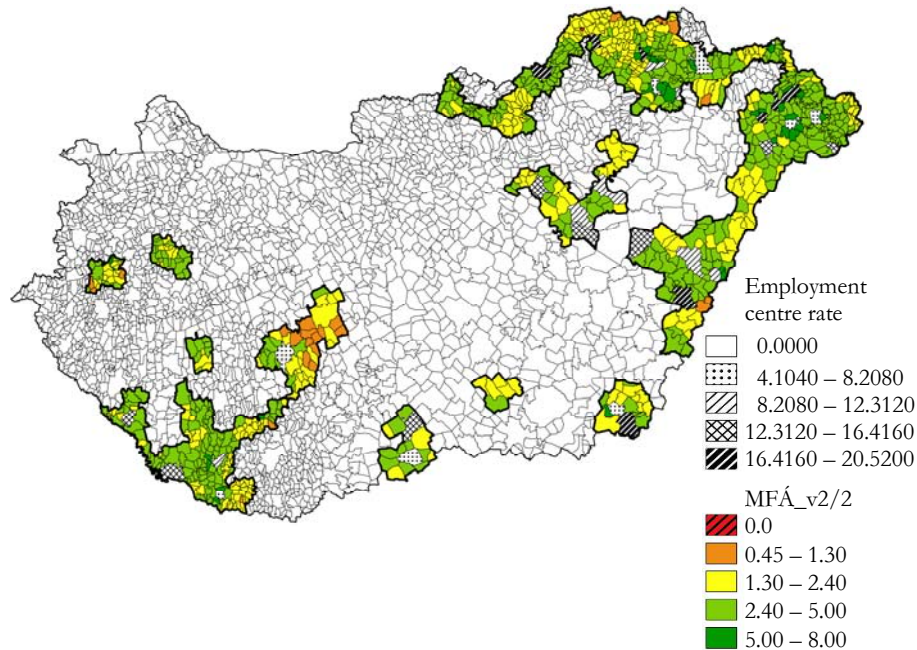 Employment
centre rate
0.0000
4.1040 – 8.2080
8.2080 – 12.3120
12.3120 – 16.4160
16.4160 – 20.5200
MFÁ_v2/2
0.0
0.45 – 1.30
1.30 – 2.40
2.40 – 5.00
5.00 – 8.00